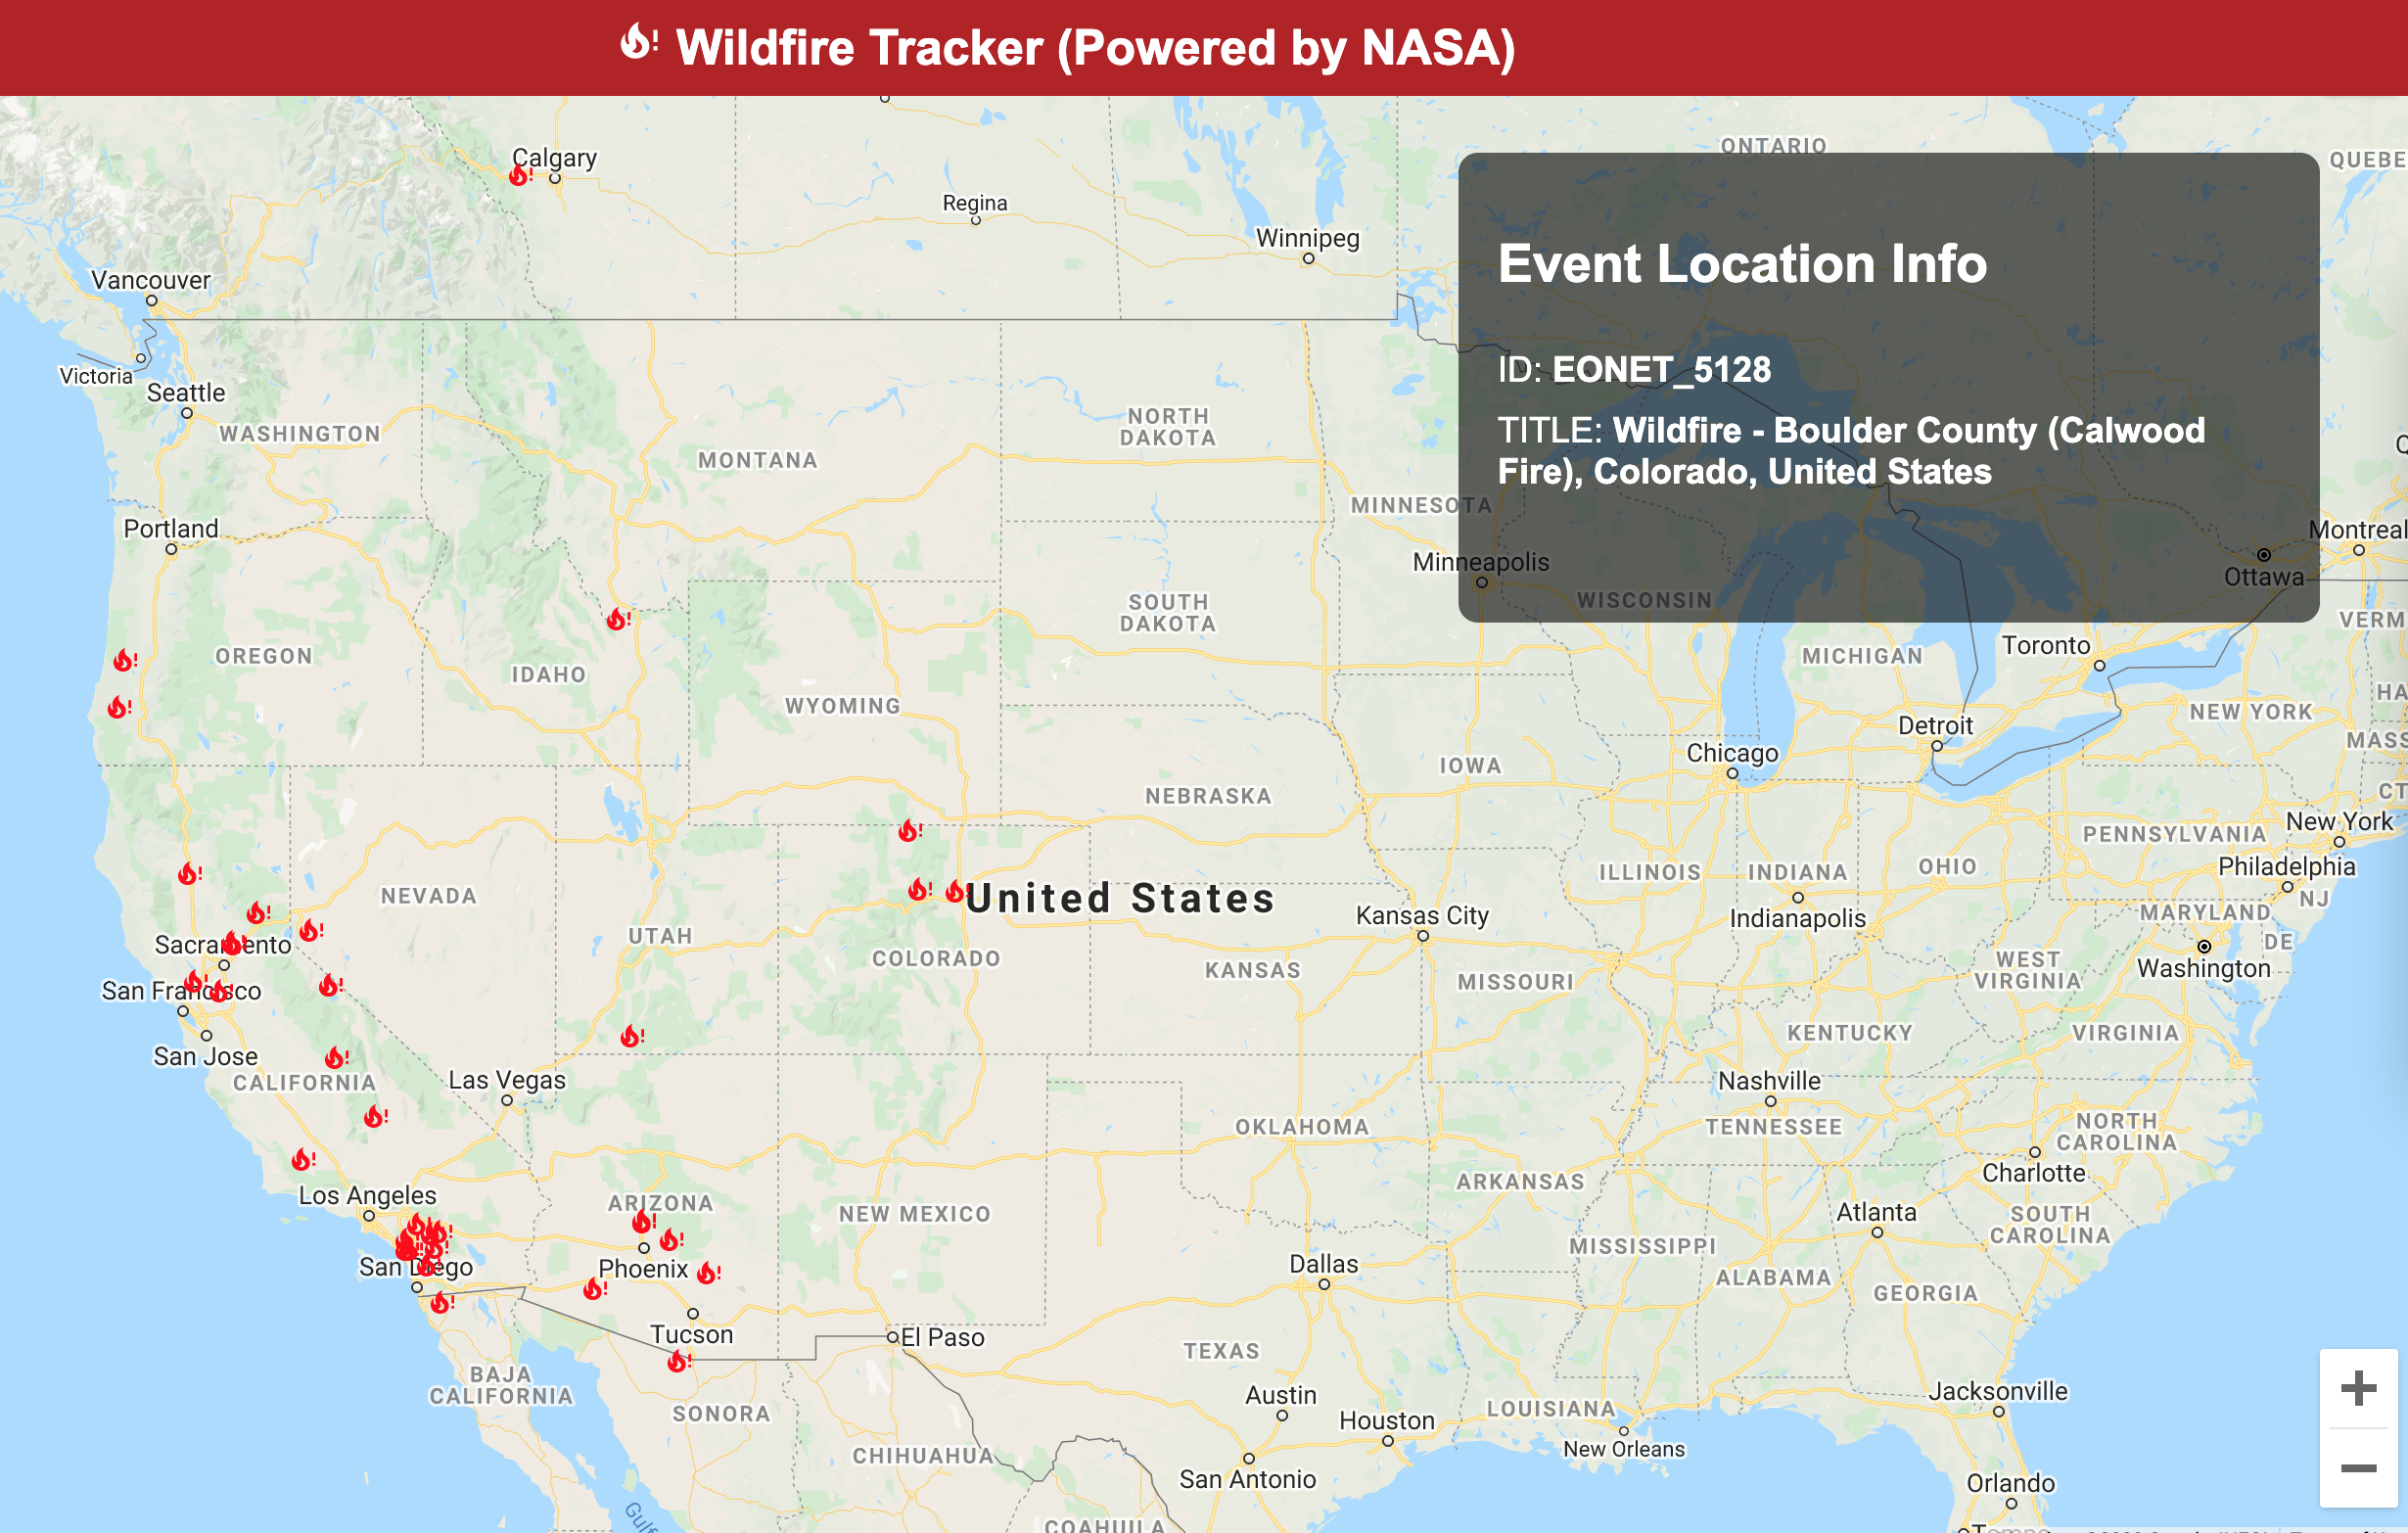 Wildfire Tracker (Powered by NASA)
ONTARIO
Calgary
QUEBE
Regina
Winnipeg
Event Location Info
Vancouver
ID: EONET_5128
Victoria
Seattle
WASHINGTON
NORTH
DAKOTA
TITLE: Wildfire - Boulder County (Calwood
Fire), Colorado, United States
MONTANA
MINNESOTA
Portland
Montreal
Minneapolis
Ottawa
SOUTH
DAKOTA
WISCONSIN
VERM
OREGON
IDAHO
MICHIGAN
Toronto
WYOMING
HA
NEW YORK
Detroit
MASS
Chicago
IOWA
NEBRASKA
CT
New York
PENNSYLVANIA
Philadelphia
NEVADA
United States
ILLINOIS
INDIANA
OHIO
NJ
Kansas City
Indianapolis
MARYLAND
Sacramento
UTAH
COLORADO
DE
KANSAS
MISSOURI
WEST
VIRGINIA
Washington
San Francisco
San Jose
KENTUCKY
VIRGINIA
CALIFORNIA
Las Vegas
Nashville
OKLAHOMA
TENNESSEE
NORTH
CAROLINA
Charlotte
ARKANSAS
Los Angeles
ARIZONA
NEW MEXICO
Atlanta
SOUTH
CAROLINA
MISSISSIPPI
San Diego
Phoenix
Dallas
ALABAMA
GEORGIA
Tucson
El Paso
TEXAS
BAJA
CALIFORNIA
SONORA
Austin
Houston
LOUISIANA
Jacksonville
CHIHUAHUA
New Orleans
San Antonio
Orlando
Gulf
COAHUILA